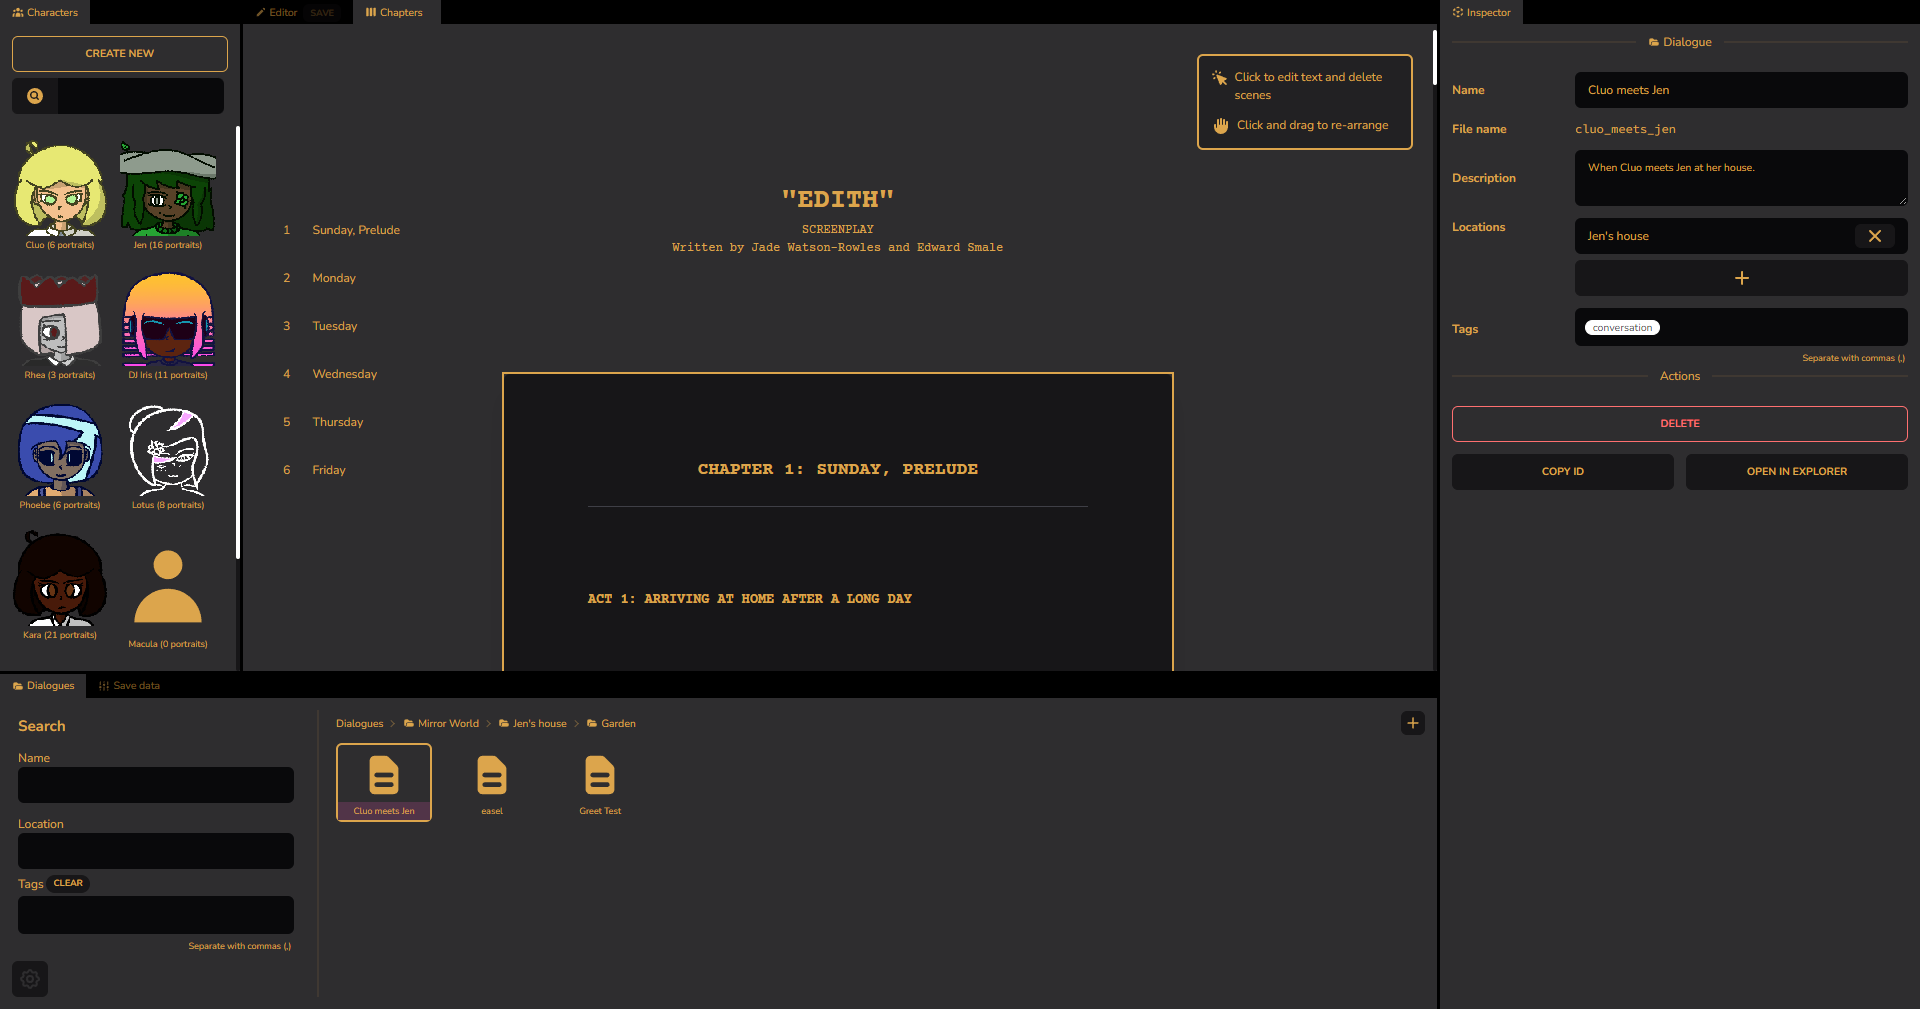 Characters
CREATE NEW
Cluo (6 portraits)
Jen (16 portraits)
Rhea (3 portraits)
DJ Iris (11 portraits)
Phoebe (6 portraits)
Lotus (8 portraits)
Kara (21 portraits)
Macula (0 portraits)
Editor
SAVE
Chapters
Click to edit text and delete
scenes
Click and drag to re-arrange
1 Sunday, Prelude
2 Monday
3 Tuesday
4 Wednesday
5 Thursday
6 Friday
"EDITH"
SCREENPLAY
Written by Jade Watson-Rowles and Edward Smale
CHAPTER 1: SUNDAY, PRELUDE
ACT 1: ARRIVING AT HOME AFTER A LONG DAY
Inspector
Dialogue
Name
Cluo meets Jen
File name
cluo_meets_jen
Description
When Cluo meets Jen at her house.
Locations
Jen's house
Tags
conversation
Separate with commas (,)
Actions
DELETE
COPY ID
OPEN IN EXPLORER
Dialogues
Save data
Search
Name
Location
Tags CLEAR
Separate with commas (,)
Dialogues > Mirror World > Jen's house > Garden
Cluo meets Jen
easel
Greet Test